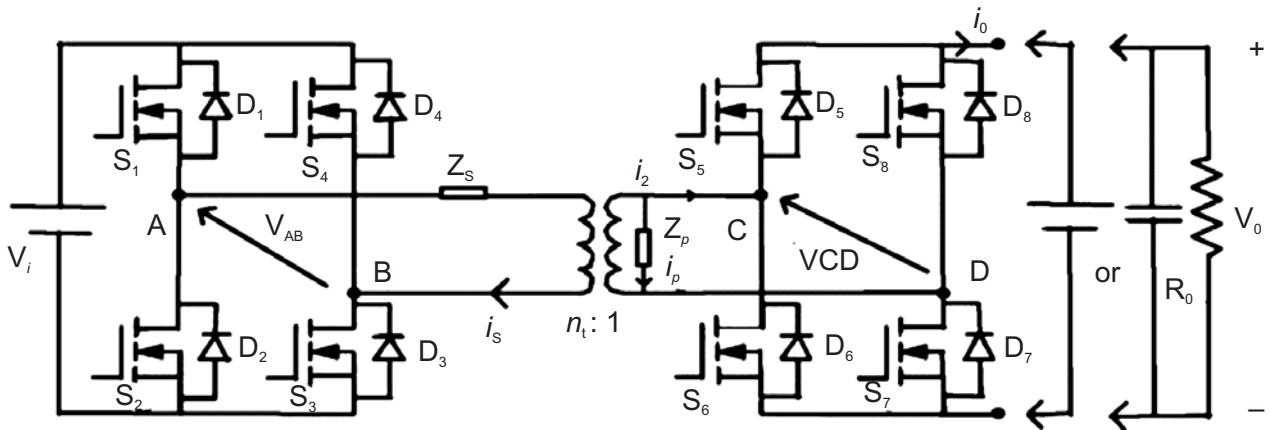 i₀
+
D₁
D₄
D₅
D₈
S₁
S₄
S₅
S₈
Zₛ
i₂
A
V_AB
Zₚ
C
VCD
V₀
Vᵢ
B
iₚ
D
or
R₀
iₛ
nₜ : 1
D₂
D₃
D₆
D₇
S₂
S₃
S₆
S₇
–